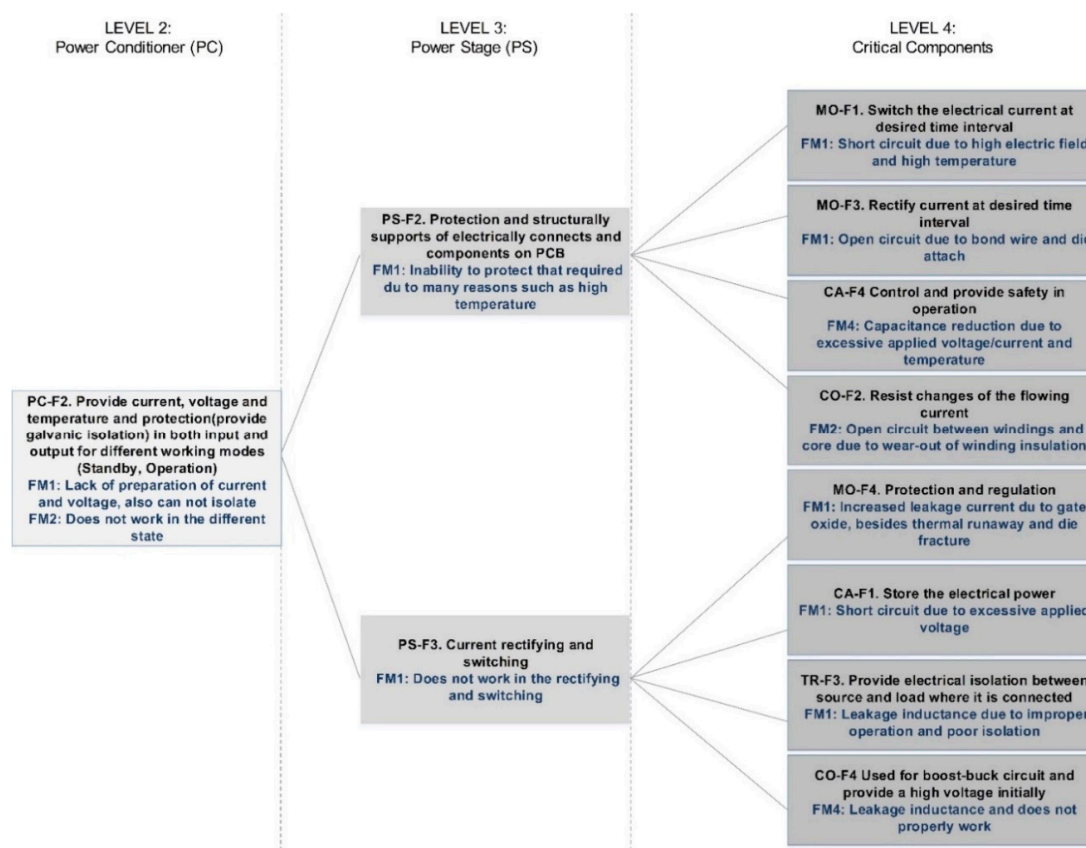 LEVEL 2:
Power Conditioner (PC)
LEVEL 3:
Power Stage (PS)
LEVEL 4:
Critical Components
PC-F2. Provide current, voltage and
temperature and protection(provide
galvanic isolation) in both input and
output for different working modes
(Standby, Operation)
FM1: Lack of preparation of current
and voltage, also can not isolate
FM2: Does not work in the different
state
PS-F2. Protection and structurally
supports of electrically connects and
components on PCB
FM1: Inability to protect that required
du to many reasons such as high
temperature
PS-F3. Current rectifying and
switching
FM1: Does not work in the rectifying
and switching
MO-F1. Switch the electrical current at
desired time interval
FM1: Short circuit due to high electric field
and high temperature
MO-F3. Rectify current at desired time
interval
FM1: Open circuit due to bond wire and die
attach
CA-F4 Control and provide safety in
operation
FM4: Capacitance reduction due to
excessive applied voltage/current and
temperature
CO-F2. Resist changes of the flowing
current
FM2: Open circuit between windings and
core due to wear-out of winding insulation
MO-F4. Protection and regulation
FM1: Increased leakage current du to gate
oxide, besides thermal runaway and die
fracture
CA-F1. Store the electrical power
FM1: Short circuit due to excessive applied
voltage
TR-F3. Provide electrical isolation between
source and load where it is connected
FM1: Leakage inductance due to improper
operation and poor isolation
CO-F4 Used for boost-buck circuit and
provide a high voltage initially
FM4: Leakage inductance and does not
properly work